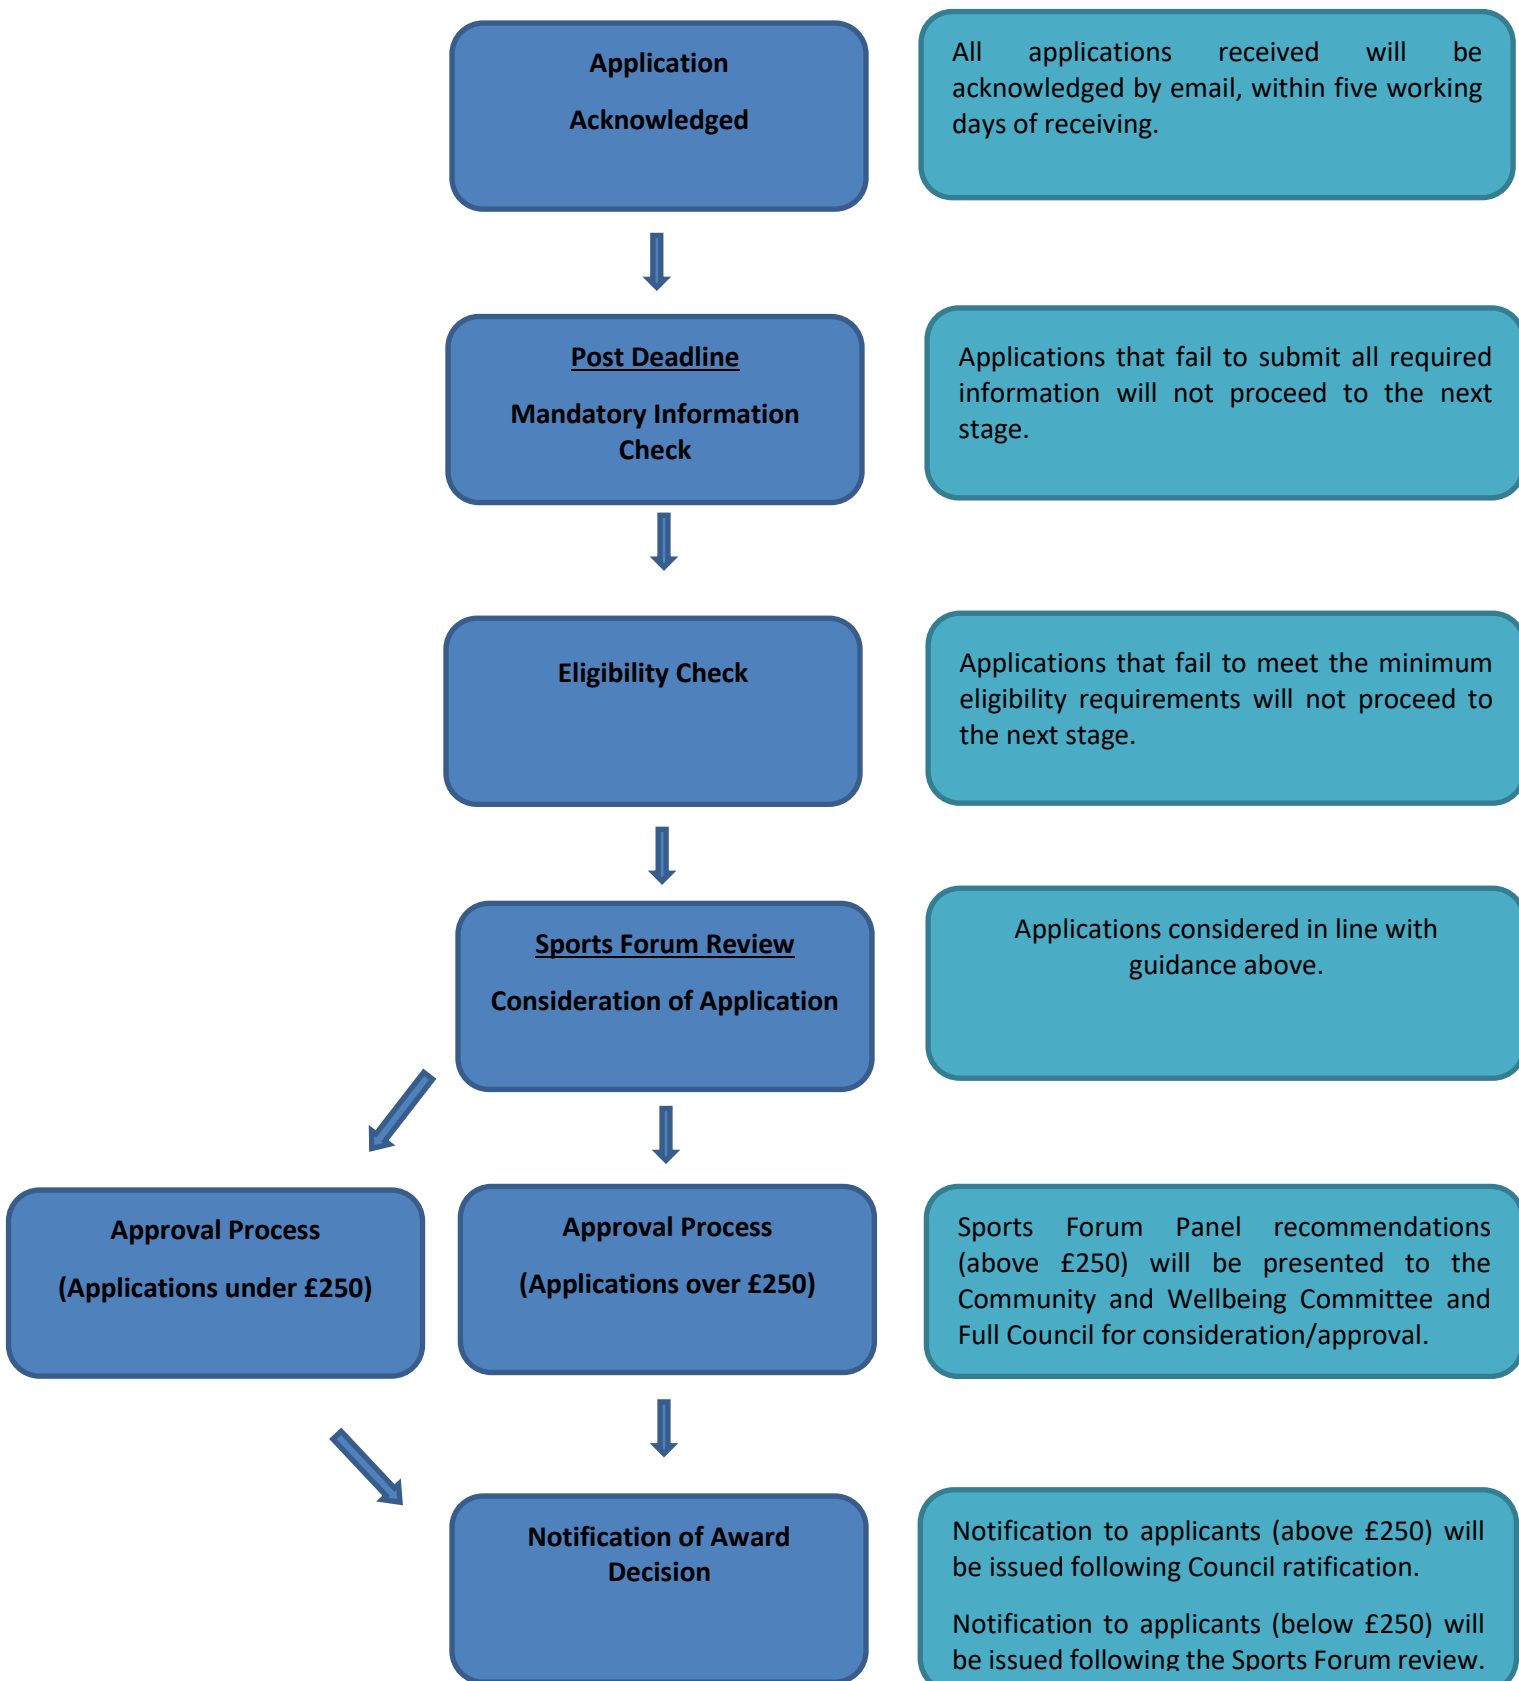 Application
Acknowledged
All applications received will be
acknowledged by email, within five working
days of receiving.
Post Deadline
Mandatory Information
Check
Applications that fail to submit all required
information will not proceed to the next
stage.
Eligibility Check
Applications that fail to meet the minimum
eligibility requirements will not proceed to
the next stage.
Sports Forum Review
Consideration of Application
Applications considered in line with
guidance above.
Approval Process
(Applications under £250)
Approval Process
(Applications over £250)
Sports Forum Panel recommendations
(above £250) will be presented to the
Community and Wellbeing Committee and
Full Council for consideration/approval.
Notification of Award
Decision
Notification to applicants (above £250) will
be issued following Council ratification.
Notification to applicants (below £250) will
be issued following the Sports Forum review.